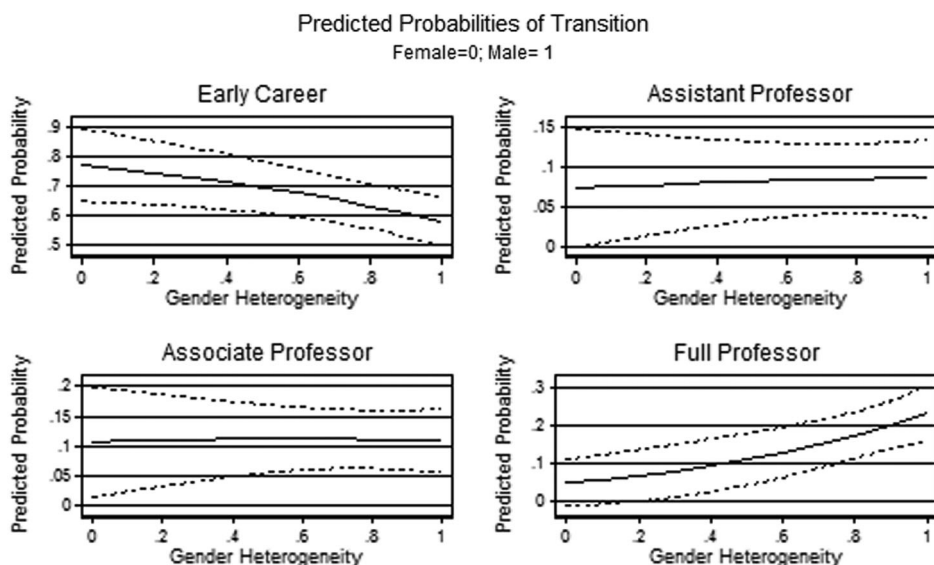 Predicted Probabilities of Transition
Female=0; Male= 1
Early Career
Predicted Probability
.9
.8
.7
.6
.5
0 .2 .4 .6 .8 1
Gender Heterogeneity
Assistant Professor
Predicted Probability
.15
.1
.05
0
0 .2 .4 .6 .8 1
Gender Heterogeneity
Associate Professor
Predicted Probability
.2
.15
.1
.05
0
0 .2 .4 .6 .8 1
Gender Heterogeneity
Full Professor
Predicted Probability
.3
.2
.1
0
0 .2 .4 .6 .8 1
Gender Heterogeneity